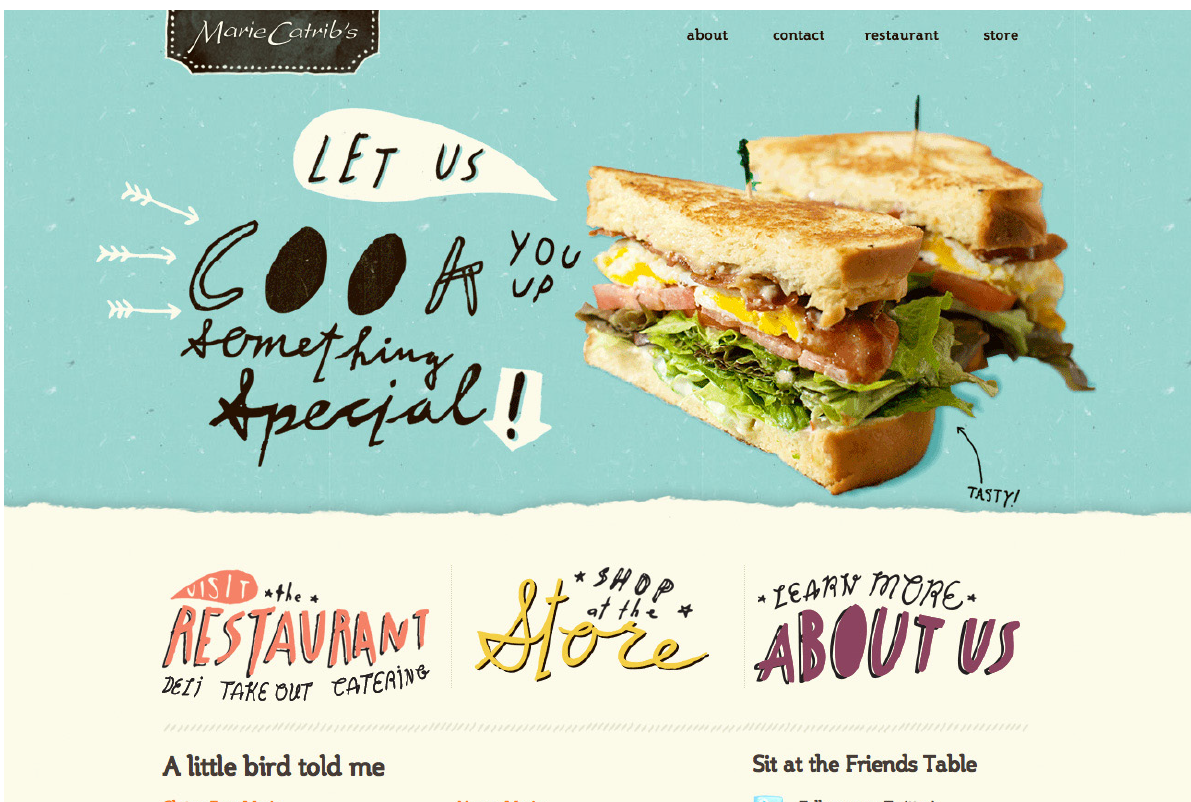 Marie Catrib's
about contact restaurant store
LET US
COOK YOU
UP
something
Special!
TASTY!
VISIT *the*
RESTAURANT
DELI TAKE OUT CATERING
*SHOP
at the*
Store
*LEARN MORE*
ABOUT US
A little bird told me
Sit at the Friends Table